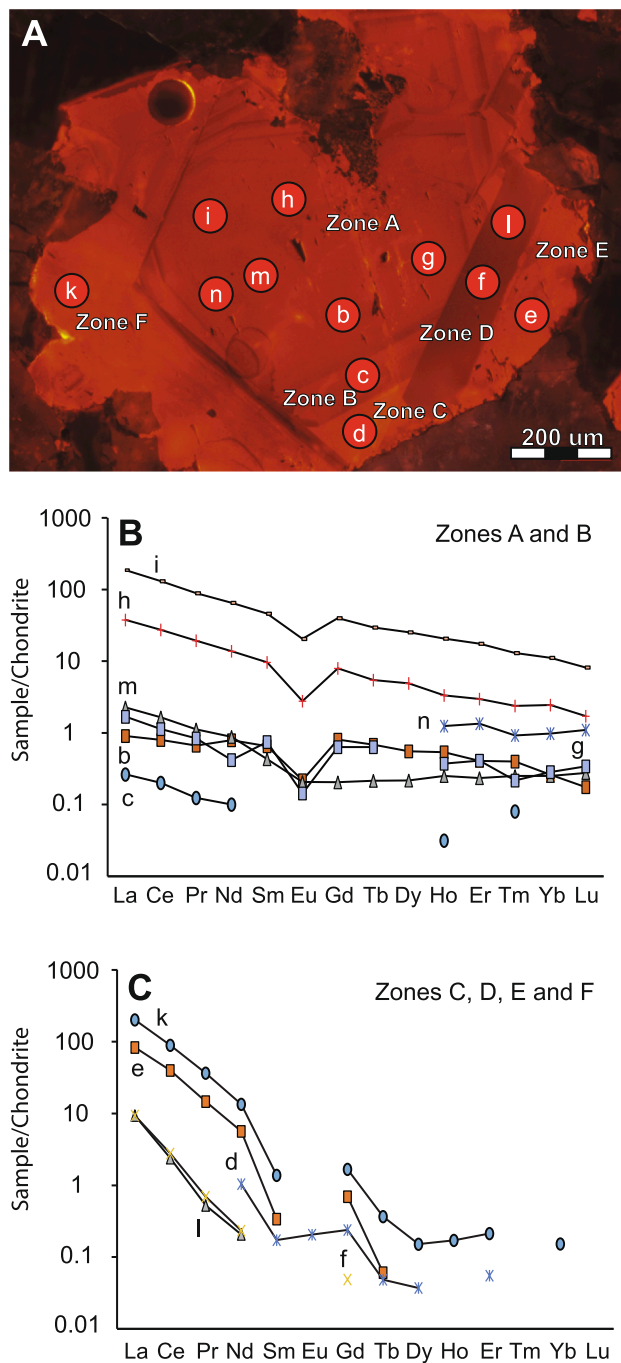 A
h
i
Zone A
l
g
Zone E
m
k
n
f
b
e
Zone F
Zone D
c
Zone B
Zone C
d
200 um
1000
B
Zones A and B
i
100
h
10
m
n
1
g
b
0.1
c
0.01
Sample/Chondrite
La Ce Pr Nd Sm Eu Gd Tb Dy Ho Er Tm Yb Lu
1000
C
Zones C, D, E and F
k
100
e
10
d
1
l
f
0.1
0.01
Sample/Chondrite
La Ce Pr Nd Sm Eu Gd Tb Dy Ho Er Tm Yb Lu